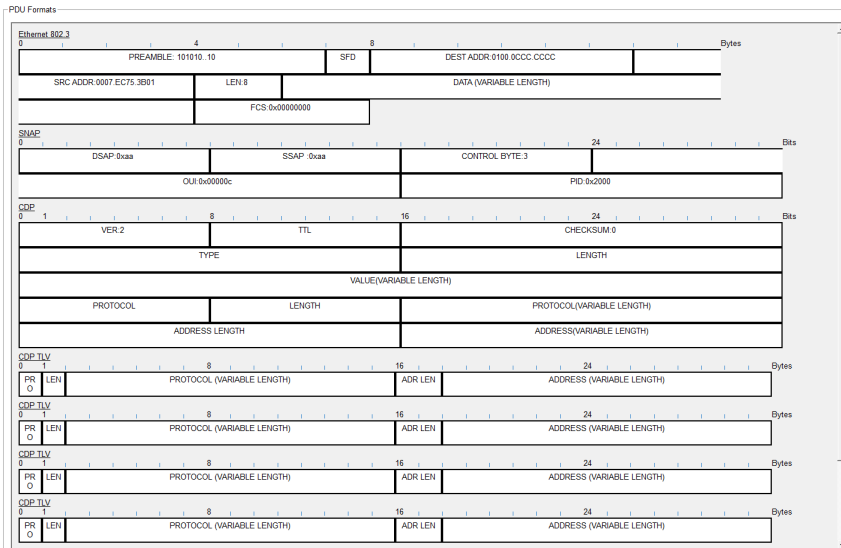 PDU Formats
Ethernet 802.3
0 4 8 Bytes
PREAMBLE: 101010..10 SFD DEST ADDR:0100.0CCC.CCCC
SRC ADDR:0007.EC75.3B01 LEN:8 DATA (VARIABLE LENGTH)
FCS:0x00000000
SNAP
0 24 Bits
DSAP:0xaa SSAP :0xaa CONTROL BYTE:3
OUI:0x00000c PID:0x2000
CDP
0 1 8 16 24 Bits
VER:2 TTL CHECKSUM:0
TYPE LENGTH
VALUE(VARIABLE LENGTH)
PROTOCOL LENGTH PROTOCOL(VARIABLE LENGTH)
ADDRESS LENGTH ADDRESS(VARIABLE LENGTH)
CDP TLV
0 1 8 16 24 Bytes
PRO LEN PROTOCOL (VARIABLE LENGTH) ADR LEN ADDRESS (VARIABLE LENGTH)
CDP TLV
0 1 8 16 24 Bytes
PRO LEN PROTOCOL (VARIABLE LENGTH) ADR LEN ADDRESS (VARIABLE LENGTH)
CDP TLV
0 1 8 16 24 Bytes
PRO LEN PROTOCOL (VARIABLE LENGTH) ADR LEN ADDRESS (VARIABLE LENGTH)
CDP TLV
0 1 8 16 24 Bytes
PRO LEN PROTOCOL (VARIABLE LENGTH) ADR LEN ADDRESS (VARIABLE LENGTH)